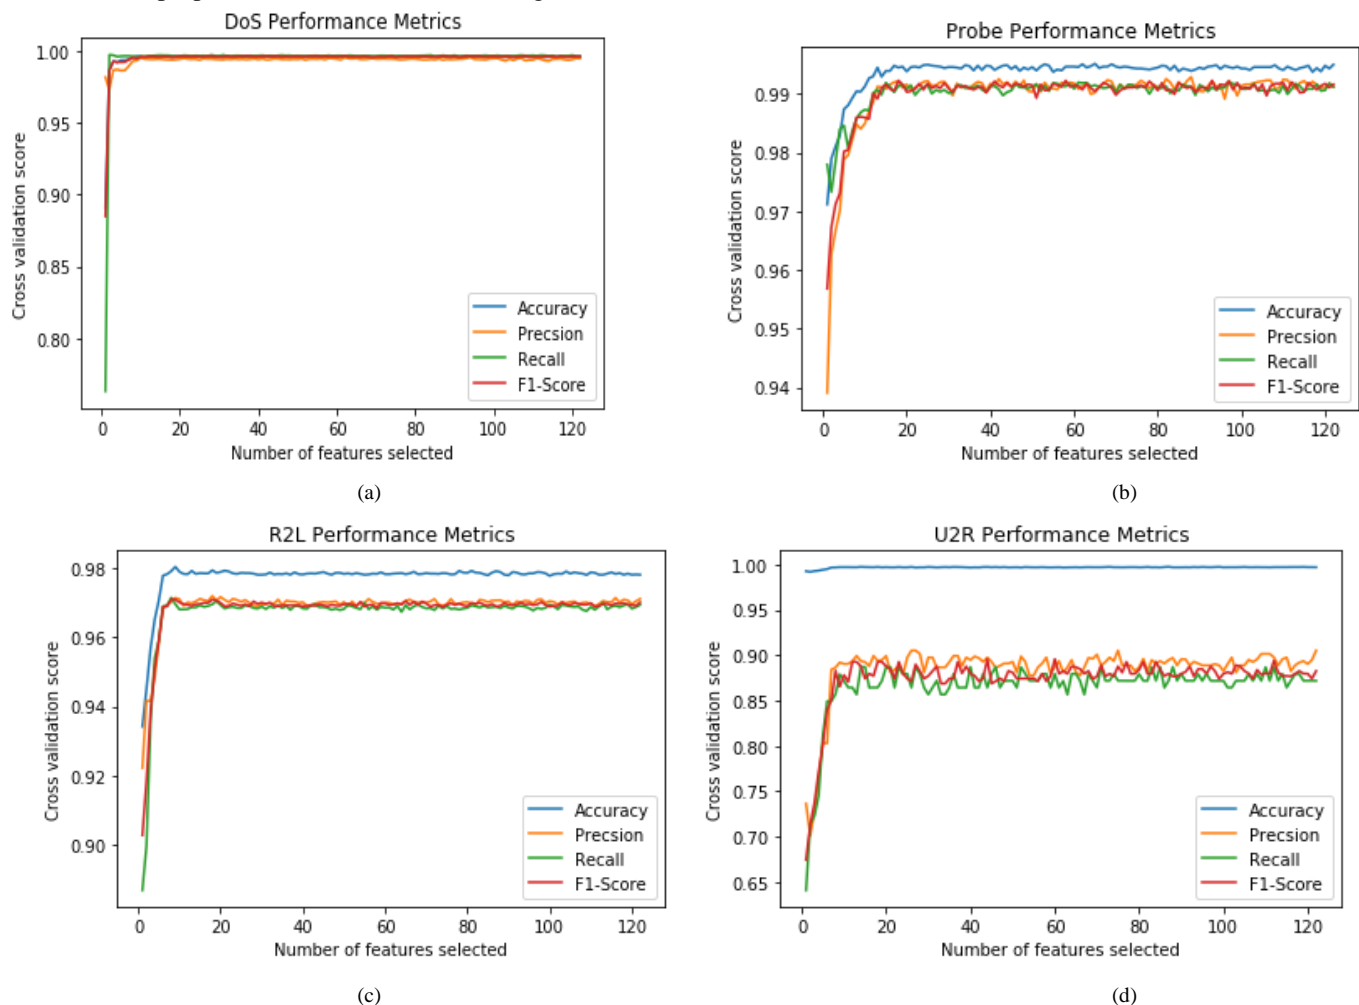 DoS Performance Metrics
1.00
0.95
0.90
0.85
0.80
Cross validation score
Accuracy
Precsion
Recall
F1-Score
0 20 40 60 80 100 120
Number of features selected
(a)
Probe Performance Metrics
0.99
0.98
0.97
0.96
0.95
0.94
Cross validation score
Accuracy
Precsion
Recall
F1-Score
0 20 40 60 80 100 120
Number of features selected
(b)
R2L Performance Metrics
0.98
0.96
0.94
0.92
0.90
Cross validation score
Accuracy
Precsion
Recall
F1-Score
0 20 40 60 80 100 120
Number of features selected
(c)
U2R Performance Metrics
1.00
0.95
0.90
0.85
0.80
0.75
0.70
0.65
Cross validation score
Accuracy
Precsion
Recall
F1-Score
0 20 40 60 80 100 120
Number of features selected
(d)